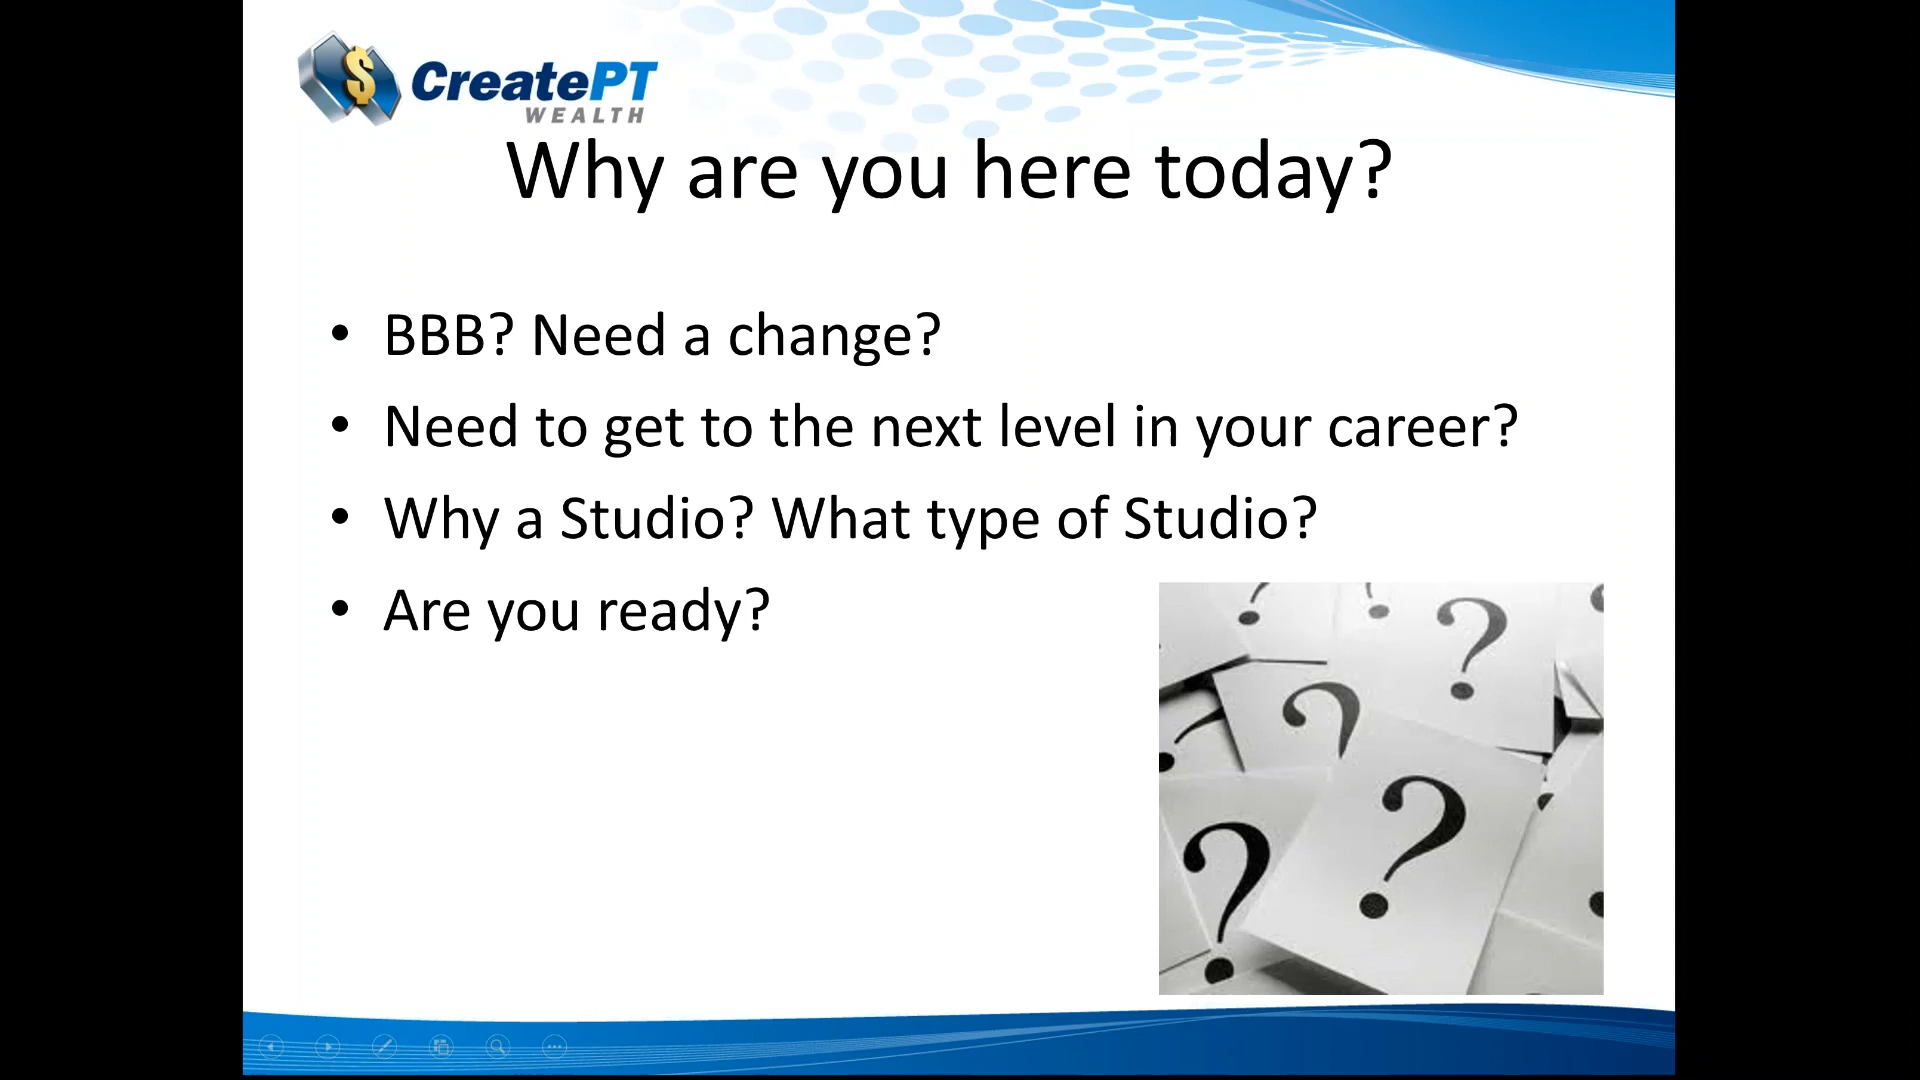 CreatePT
WEALTH
Why are you here today?
• BBB? Need a change?
• Need to get to the next level in your career?
• Why a Studio? What type of Studio?
• Are you ready?